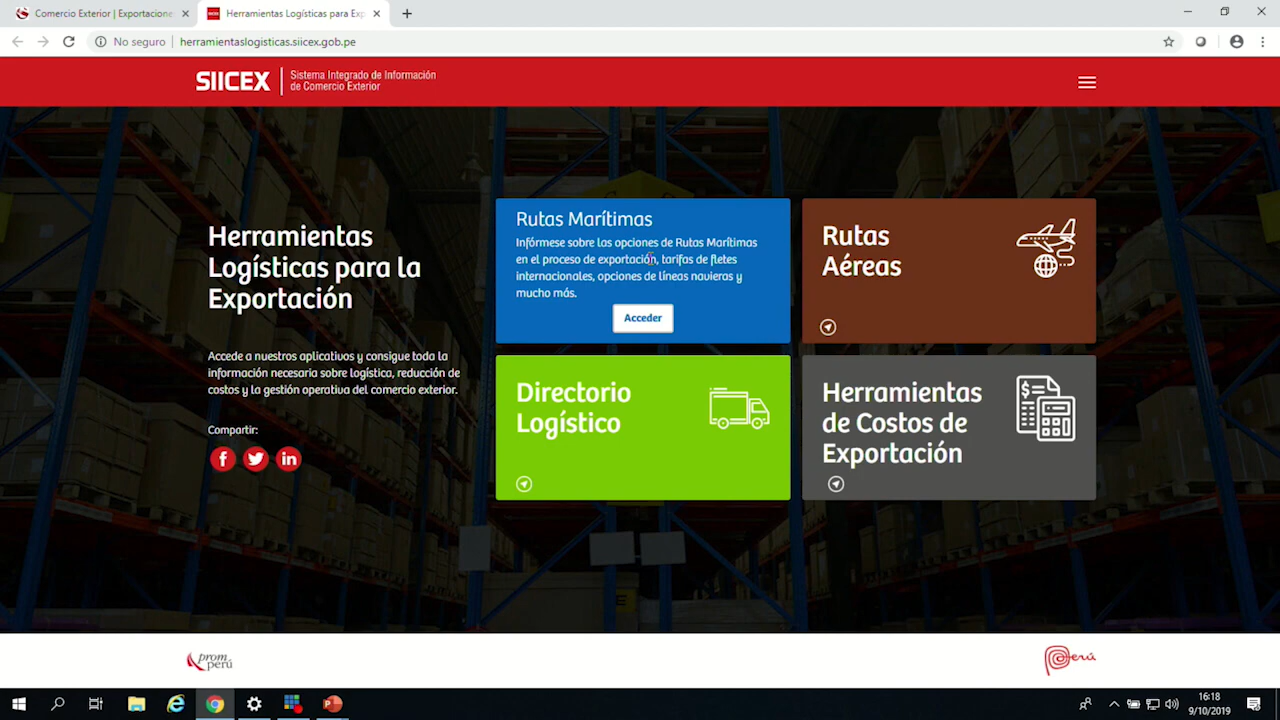 Comercio Exterior | Exportacione
Herramientas Logísticas para Exp
No seguro
herramientaslogisticas.siicex.gob.pe
SIICEX
Sistema Integrado de Información
de Comercio Exterior
Herramientas
Logísticas para la
Exportación
Accede a nuestros aplicativos y consigue toda la
información necesaria sobre logística, reducción de
costos y la gestión operativa del comercio exterior.
Compartir:
Rutas Marítimas
Infórmese sobre las opciones de Rutas Marítimas
en el proceso de exportación, tarifas de fletes
internacionales, opciones de líneas navieras y
mucho más.
Acceder
Rutas
Aéreas
Directorio
Logístico
Herramientas
de Costos de
Exportación
prom
perú
Perú
16:18
9/10/2019